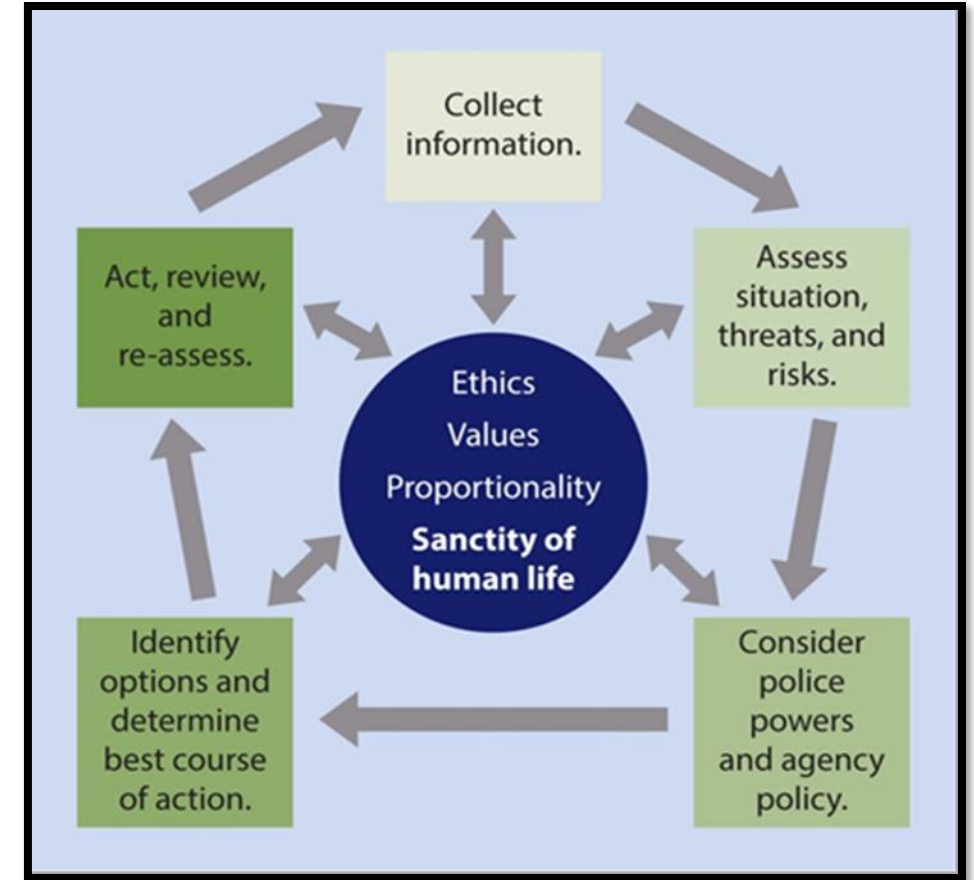 Collect
information.
Assess
situation,
threats, and
risks.
Consider
police
powers
and agency
policy.
Identify
options and
determine
best course
of action.
Act, review,
and
re-assess.
Ethics
Values
Proportionality
Sanctity of
human life